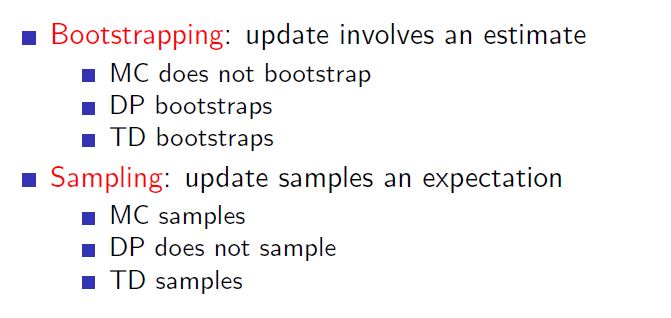 Bootstrapping: update involves an estimate
MC does not bootstrap
DP bootstraps
TD bootstraps
Sampling: update samples an expectation
MC samples
DP does not sample
TD samples